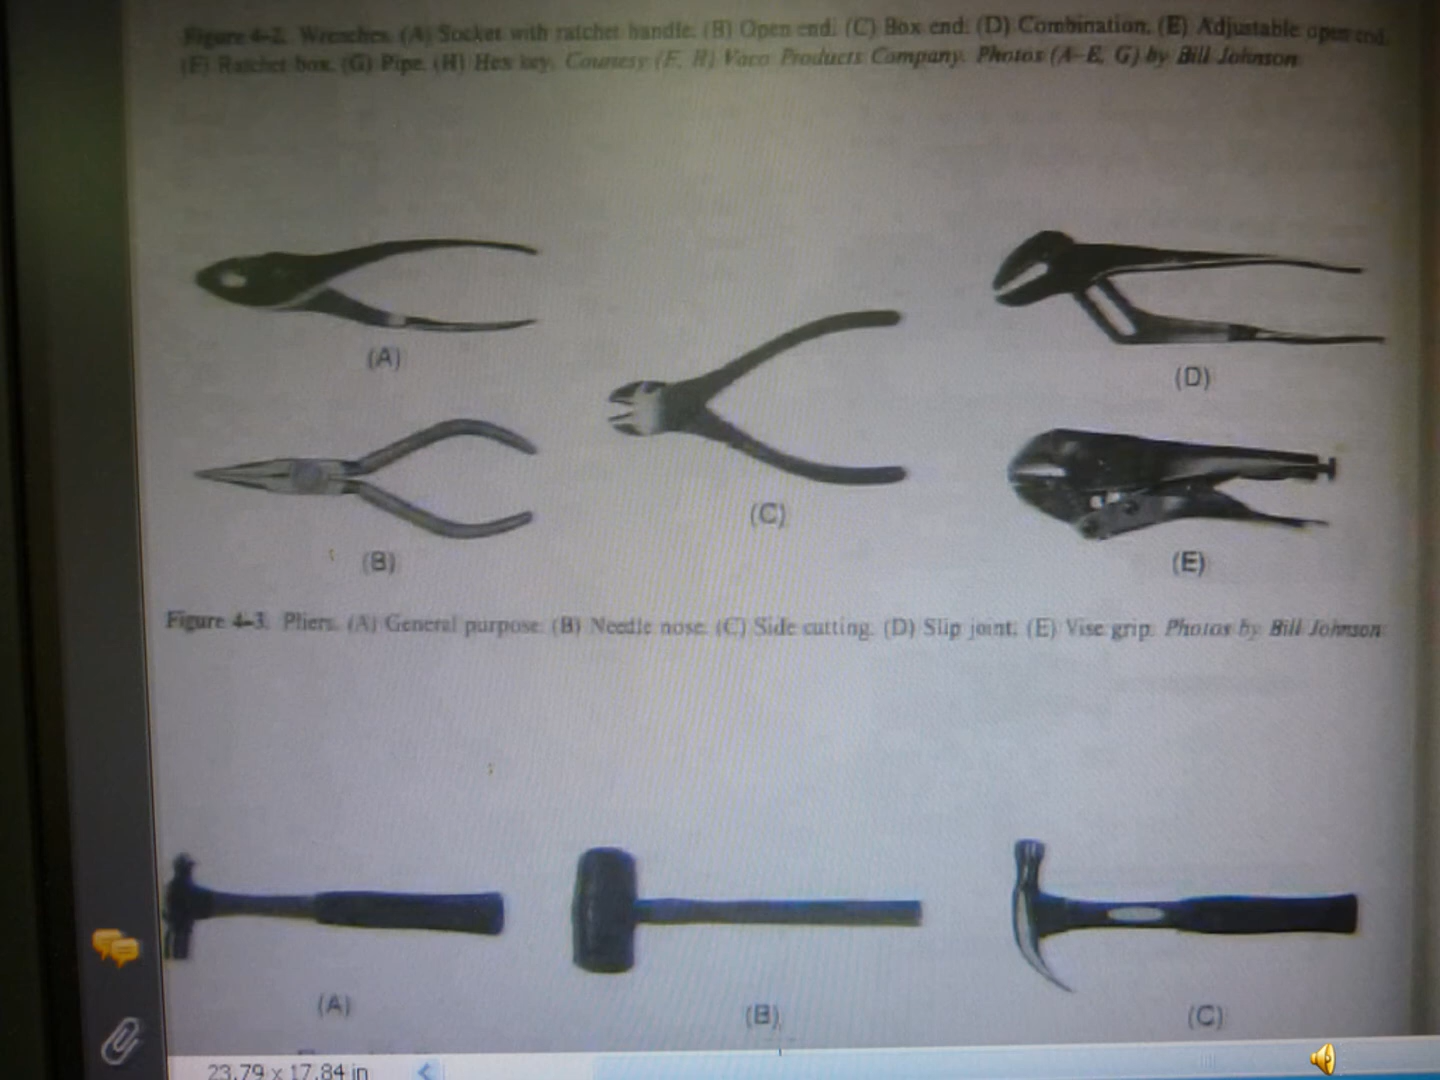 Figure 4-2. Wrenches. (A) Socket with ratchet handle. (B) Open end. (C) Box end. (D) Combination. (E) Adjustable open end.
(F) Ratchet box. (G) Pipe. (H) Hex key. Courtesy (F, H) Vaco Products Company. Photos (A-E, G) by Bill Johnson
(A)
(D)
(C)
(B)
(E)
Figure 4-3. Pliers. (A) General purpose. (B) Needle nose. (C) Side cutting. (D) Slip joint. (E) Vise grip. Photos by Bill Johnson
(A)
(B)
(C)
23.79 x 17.84 in